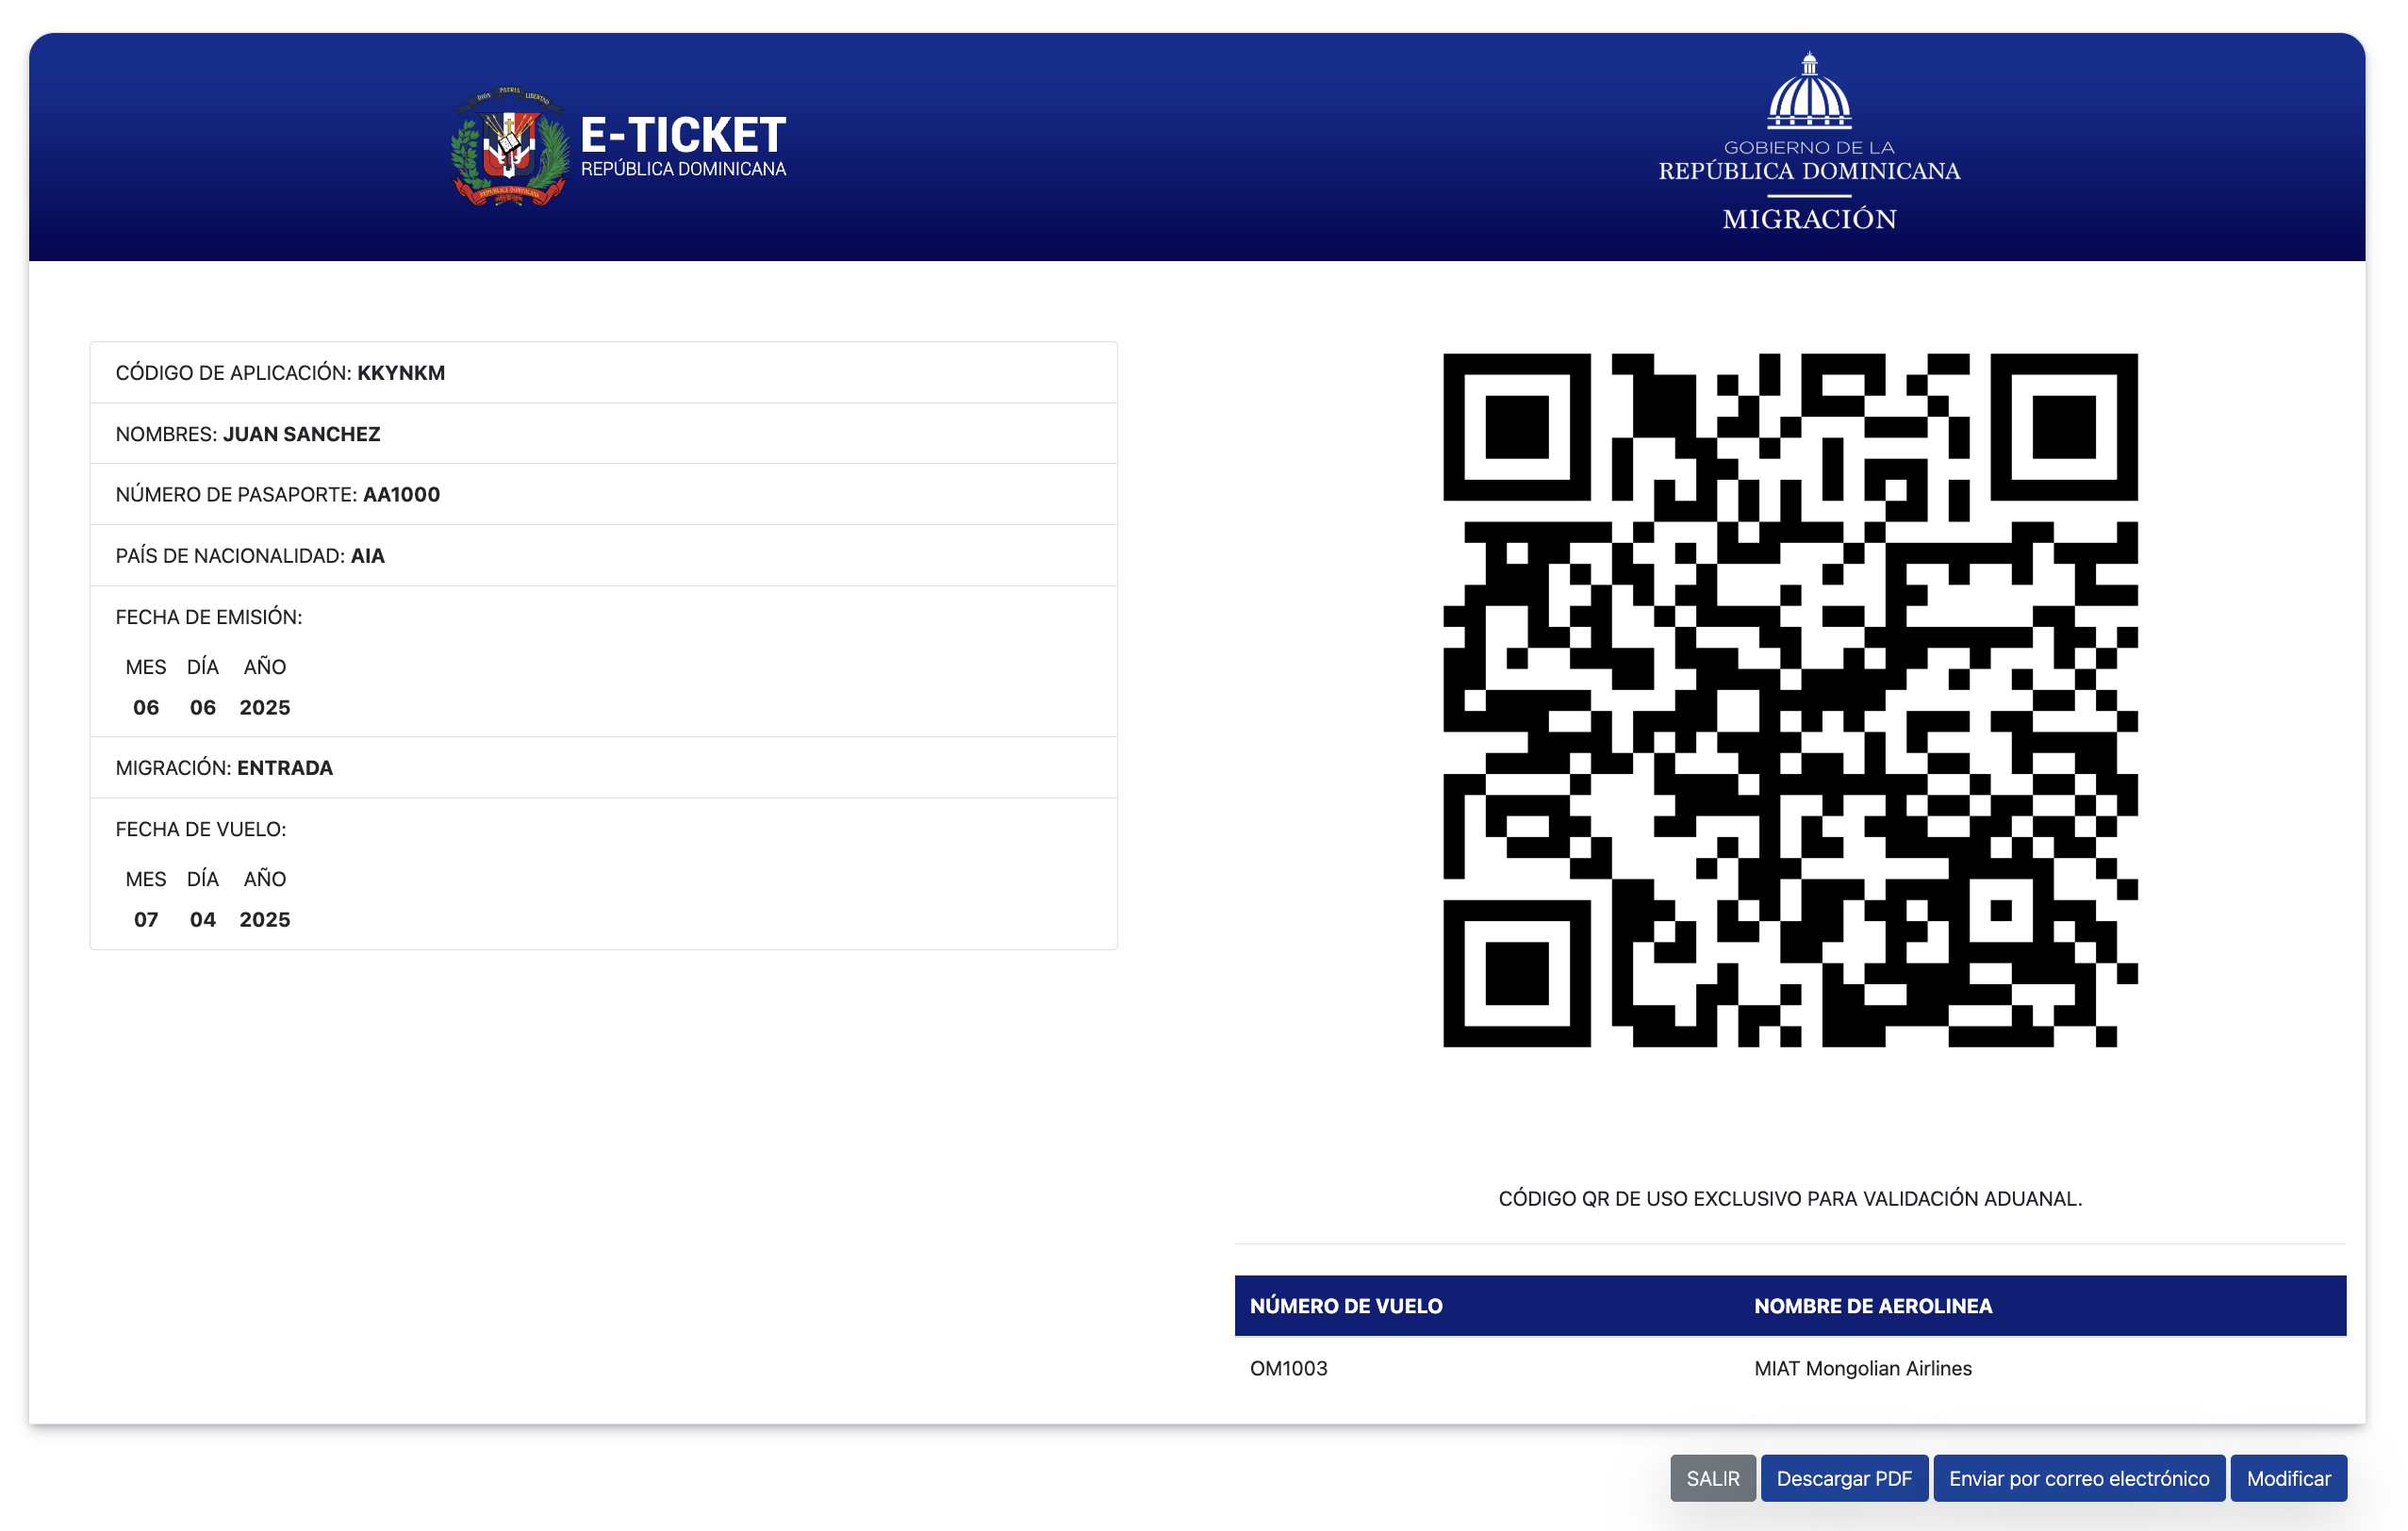 DIOS PATRIA LIBERTAD
REPÚBLICA DOMINICANA
E-TICKET
REPÚBLICA DOMINICANA
GOBIERNO DE LA
REPÚBLICA DOMINICANA
MIGRACIÓN
CÓDIGO DE APLICACIÓN: KKYNKM
NOMBRES: JUAN SANCHEZ
NÚMERO DE PASAPORTE: AA1000
PAÍS DE NACIONALIDAD: AIA
FECHA DE EMISIÓN:
MES DÍA AÑO
06 06 2025
MIGRACIÓN: ENTRADA
FECHA DE VUELO:
MES DÍA AÑO
07 04 2025
CÓDIGO QR DE USO EXCLUSIVO PARA VALIDACIÓN ADUANAL.
NÚMERO DE VUELO NOMBRE DE AEROLINEA
OM1003 MIAT Mongolian Airlines
SALIR Descargar PDF Enviar por correo electrónico Modificar